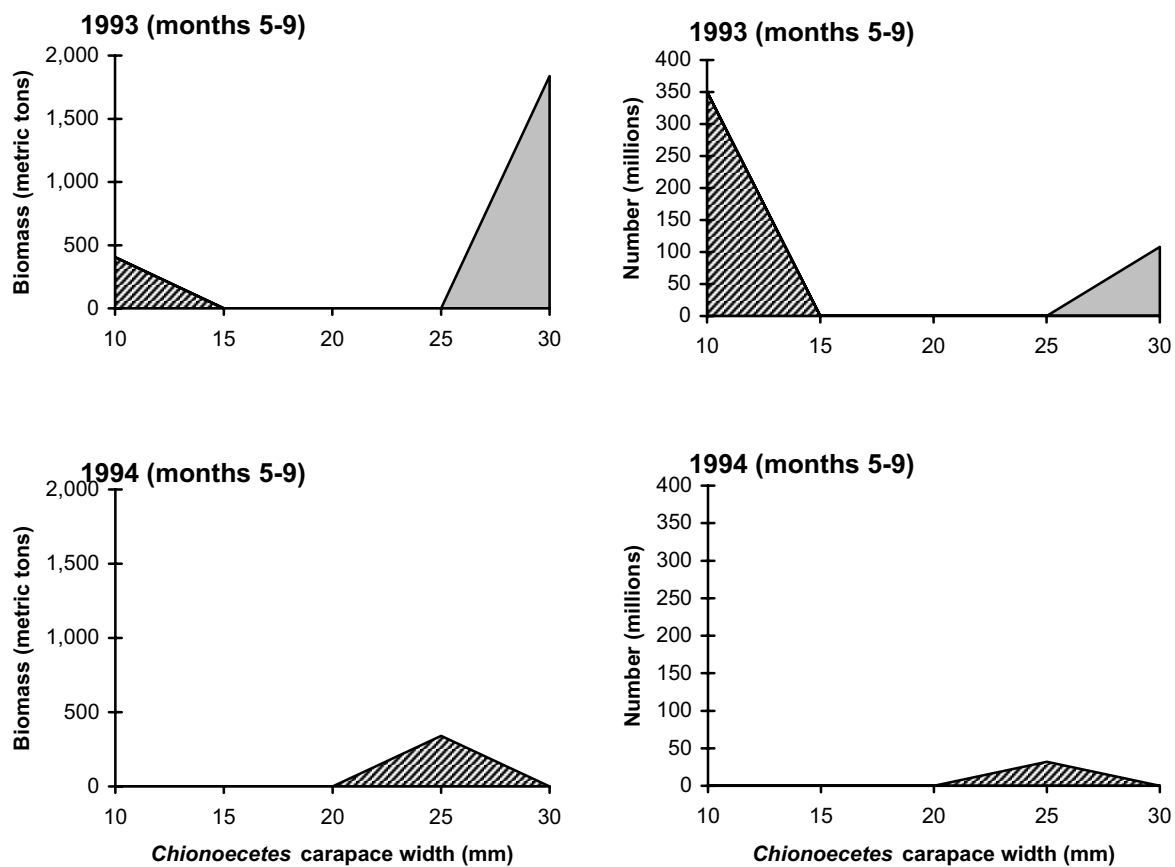 1993 (months 5-9)
Biomass (metric tons)
2,000
1,500
1,000
500
0
10 15 20 25 30
1993 (months 5-9)
Number (millions)
400
350
300
250
200
150
100
50
0
10 15 20 25 30
1994 (months 5-9)
Biomass (metric tons)
2,000
1,500
1,000
500
0
10 15 20 25 30
Chionoecetes carapace width (mm)
1994 (months 5-9)
Number (millions)
400
350
300
250
200
150
100
50
0
10 15 20 25 30
Chionoecetes carapace width (mm)